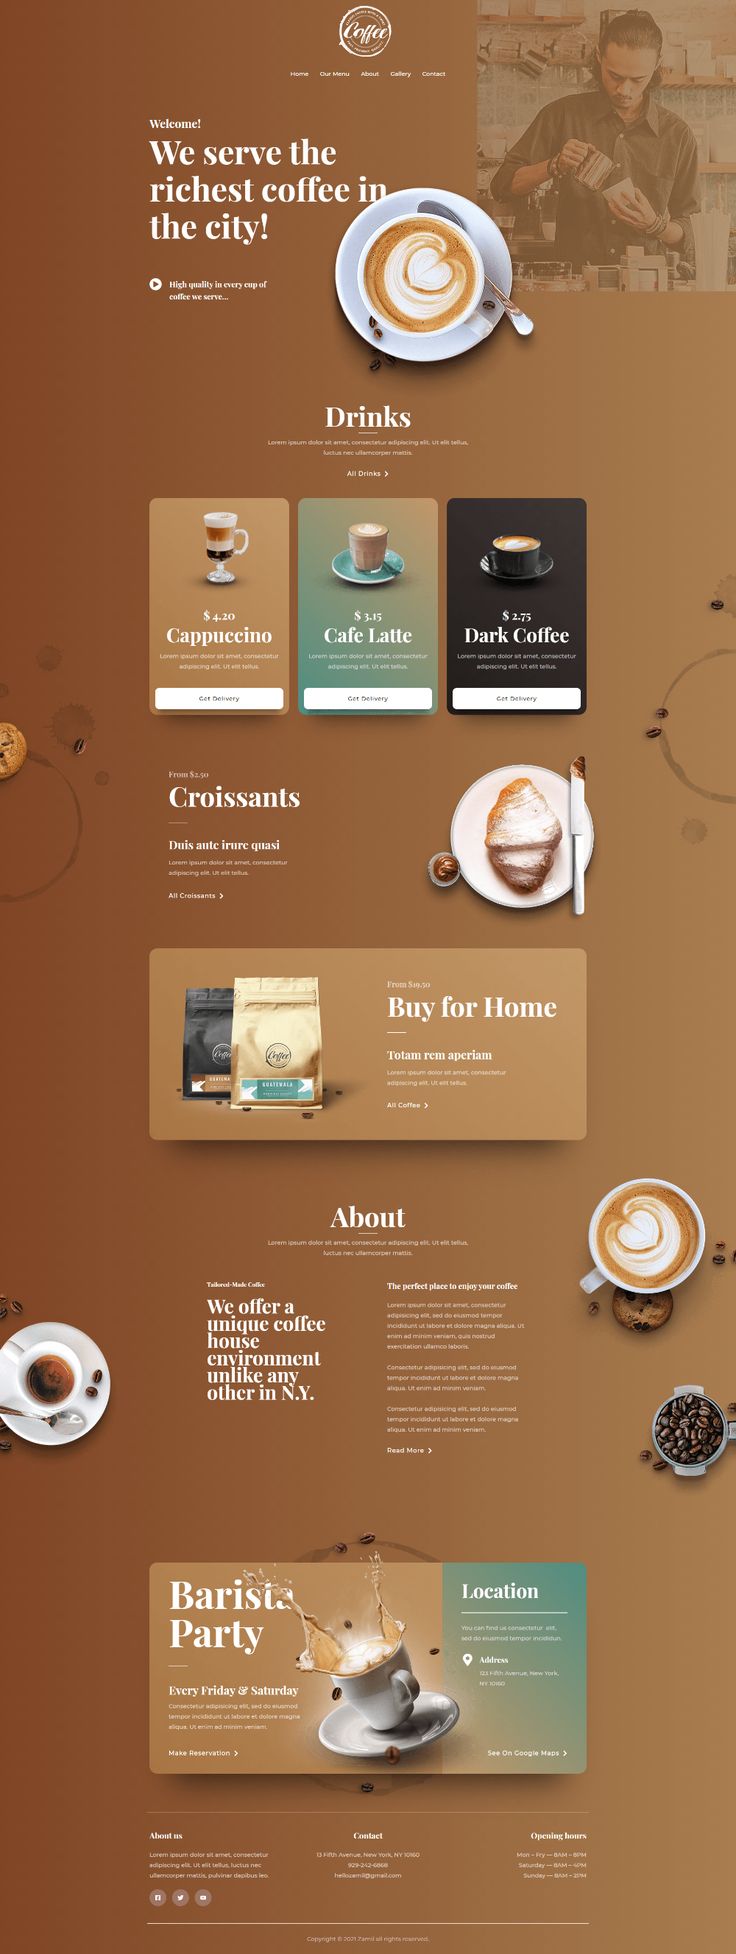 Coffee
Home Our Menu About Gallery Contact
Welcome!
We serve the
richest coffee in
the city!
High quality in every cup of
coffee we serve...
Drinks
Lorem ipsum dolor sit amet, consectetur adipiscing elit. Ut elit tellus,
luctus nec ullamcorper mattis.
All Drinks
$ 4.20
Cappuccino
Lorem ipsum dolor sit amet, consectetur
adipiscing elit. Ut elit tellus.
Get Delivery
$ 3.15
Cafe Latte
Lorem ipsum dolor sit amet, consectetur
adipiscing elit. Ut elit tellus.
Get Delivery
$ 2.75
Dark Coffee
Lorem ipsum dolor sit amet, consectetur
adipiscing elit. Ut elit tellus.
Get Delivery
From $2.50
Croissants
Duis aute irure quasi
Lorem ipsum dolor sit amet, consectetur
adipiscing elit. Ut elit tellus.
All Croissants
Coffee
Coffee
GUATEMALA
From $19.50
Buy for Home
Totam rem aperiam
Lorem ipsum dolor sit amet, consectetur
adipiscing elit. Ut elit tellus.
All Coffee
About
Lorem ipsum dolor sit amet, consectetur adipiscing elit. Ut elit tellus,
luctus nec ullamcorper mattis.
Tailored-Made Coffee
We offer a
unique coffee
house
environment
unlike any
other in N.Y.
The perfect place to enjoy your coffee
Lorem ipsum dolor sit amet, consectetur
adipiscing elit, sed do eiusmod tempor
incididunt ut labore et dolore magna aliqua. Ut
enim ad minim veniam, quis nostrud
exercitation ullamco laboris.
Consectetur adipisicing elit, sed do eiusmod
tempor incididunt ut labore et dolore magna
aliqua. Ut enim ad minim veniam.
Consectetur adipisicing elit, sed do eiusmod
tempor incididunt ut labore et dolore magna
aliqua. Ut enim ad minim veniam.
Read More
Barista
Party
Every Friday & Saturday
Consectetur adipisicing elit, sed do eiusmod
tempor incididunt ut labore et dolore magna
aliqua. Ut enim ad minim veniam.
Make Reservation
Location
You can find us consectetur elit,
sed do eiusmod tempor incididun.
Address
123 Fifth Avenue, New York,
NY 10160
See On Google Maps
About us
Lorem ipsum dolor sit amet, consectetur
adipiscing elit. Ut elit tellus, luctus nec
ullamcorper mattis, pulvinar dapibus leo.
Contact
13 Fifth Avenue, New York, NY 10160
929-242-6868
hellozamil@gmail.com
Opening hours
Mon – Fry — 8AM – 8PM
Saturday — 8AM – 4PM
Sunday — 8AM – 2PM
Copyright © 2021 Zamil all rights reserved.